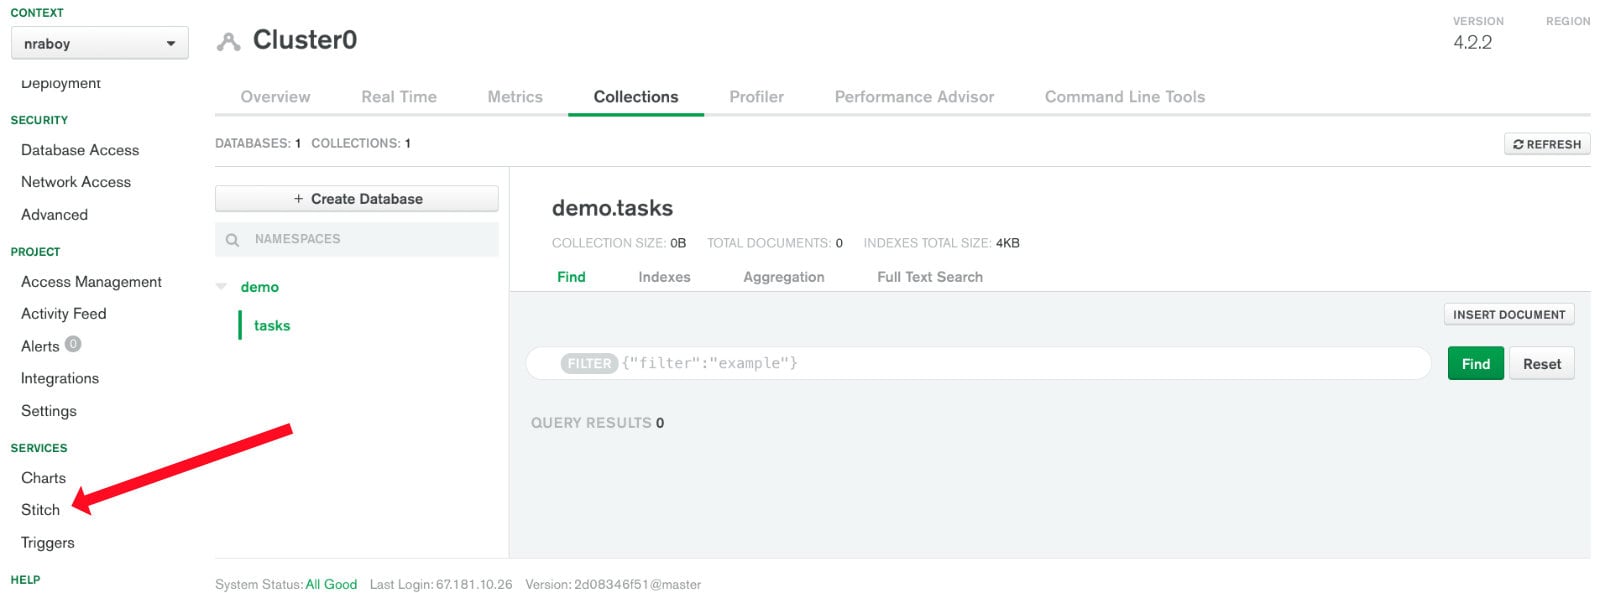 CONTEXT
nraboy
Deployment
SECURITY
Database Access
Network Access
Advanced
PROJECT
Access Management
Activity Feed
Alerts 0
Integrations
Settings
SERVICES
Charts
Stitch
Triggers
HELP
Cluster0
VERSION
4.2.2
REGION
Overview Real Time Metrics Collections Profiler Performance Advisor Command Line Tools
DATABASES: 1 COLLECTIONS: 1
REFRESH
+ Create Database
NAMESPACES
demo
tasks
demo.tasks
COLLECTION SIZE: 0B TOTAL DOCUMENTS: 0 INDEXES TOTAL SIZE: 4KB
Find Indexes Aggregation Full Text Search
INSERT DOCUMENT
FILTER {"filter":"example"}
Find Reset
QUERY RESULTS 0
System Status: All Good Last Login: 67.181.10.26 Version: 2d08346f51@master